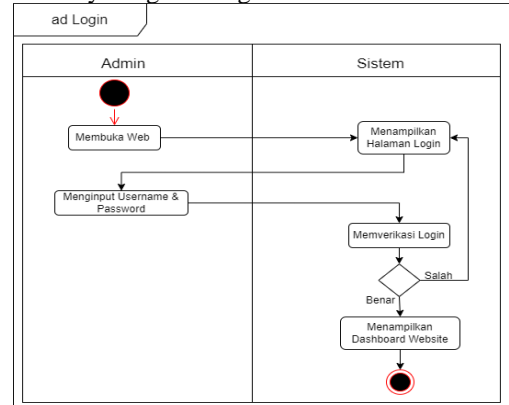 ad Login
Admin
Sistem
Membuka Web
Menampilkan
Halaman Login
Menginput Username &
Password
Memverikasi Login
Salah
Benar
Menampilkan
Dashboard Website